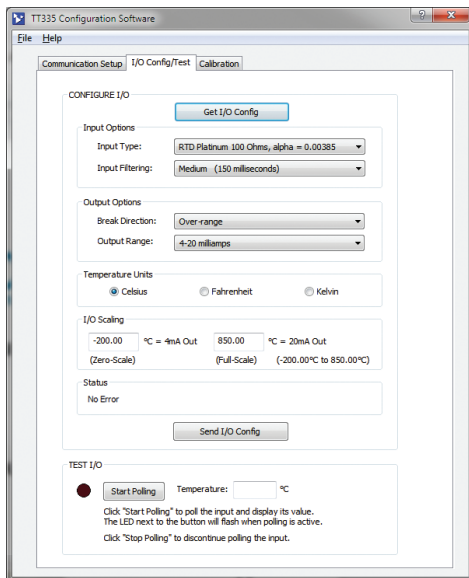 TT335 Configuration Software
File Help
Communication Setup I/O Config/Test Calibration
CONFIGURE I/O
Get I/O Config
Input Options
Input Type: RTD Platinum 100 Ohms, alpha = 0.00385
Input Filtering: Medium (150 milliseconds)
Output Options
Break Direction: Over-range
Output Range: 4-20 milliamps
Temperature Units
Celsius Fahrenheit Kelvin
I/O Scaling
-200.00 °C = 4mA Out 850.00 °C = 20mA Out
(Zero-Scale) (Full-Scale) (-200.00°C to 850.00°C)
Status
No Error
Send I/O Config
TEST I/O
Start Polling Temperature: °C
Click "Start Polling" to poll the input and display its value.
The LED next to the button will flash when polling is active.
Click "Stop Polling" to discontinue polling the input.